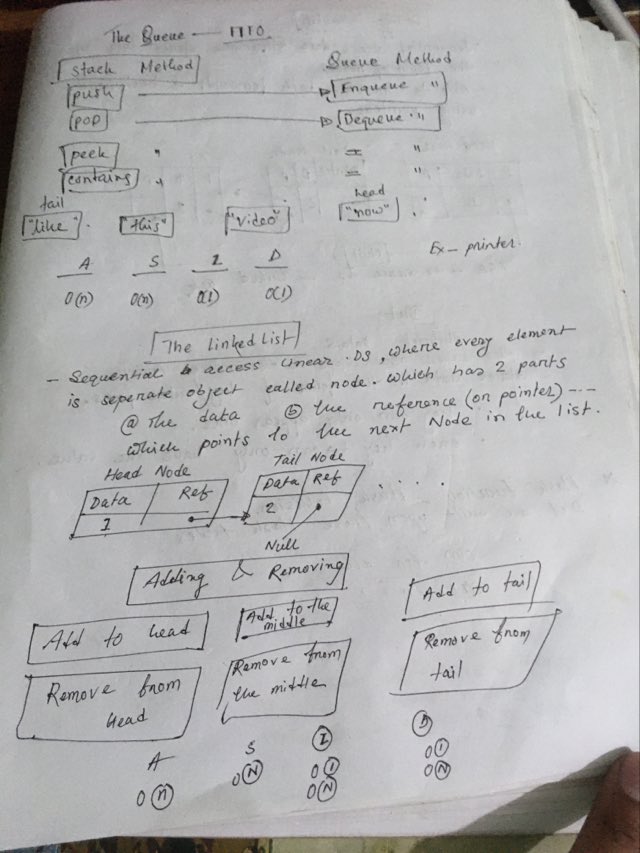 The Queue — FIFO
Stack Method Queue Method
push Enqueue "
pop Dequeue "
peek " = "
contains " = "
tail head
"like" "this" "video" "now"
Ex - printer.
A S I D
O(n) O(n) O(1) O(1)
The linked list
- Sequential access linear DS, where every element
is seperate object called node. which has 2 parts
ⓐ The data ⓑ the reference (or pointer) ---
which points to the next Node in the list.
Head Node Tail Node
Data Ref Data Ref . . . .
1 2
Null
Adding & Removing
Add to head Add to the middle Add to tail
Remove from head Remove from the middle Remove from tail
A S I D
O(n) O(N) O(1) O(1)
O(N) O(N)